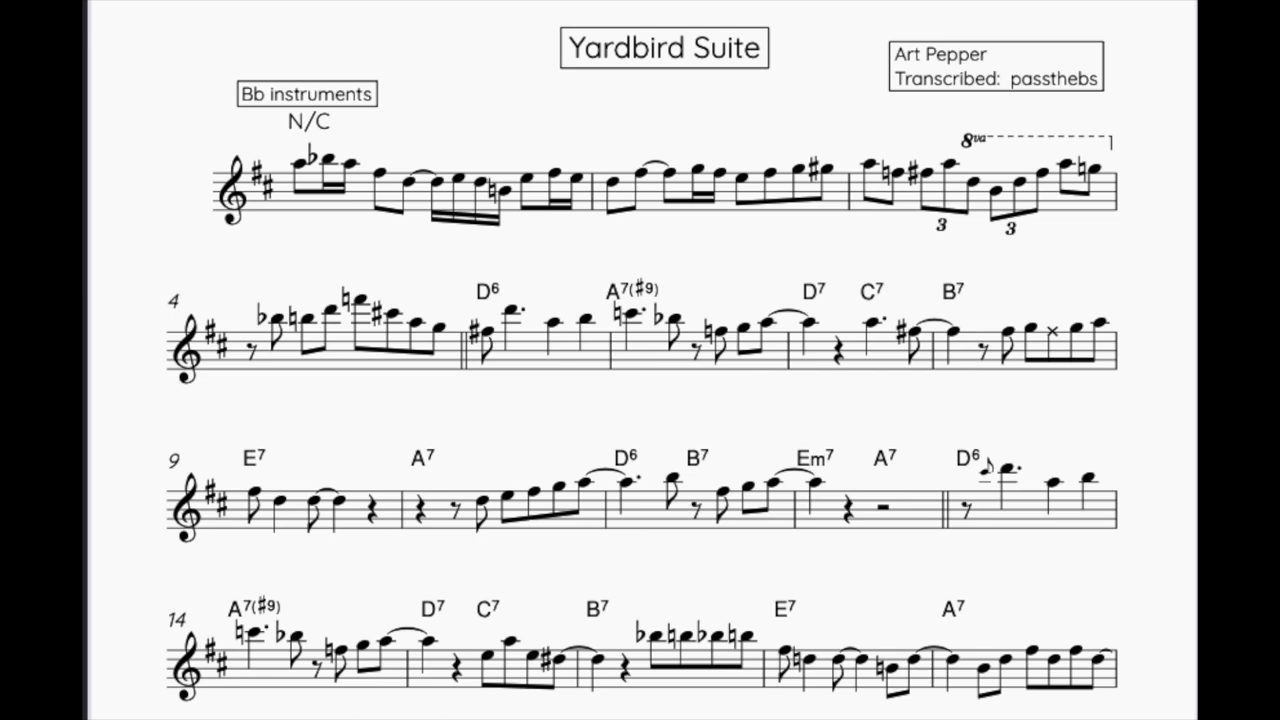 Yardbird Suite
Art Pepper
Transcribed: passthebs
Bb instruments
N/C
8va
3 3
4 D6 A7(#9) D7 C7 B7
9 E7 A7 D6 B7 Em7 A7 D6
14 A7(#9) D7 C7 B7 E7 A7